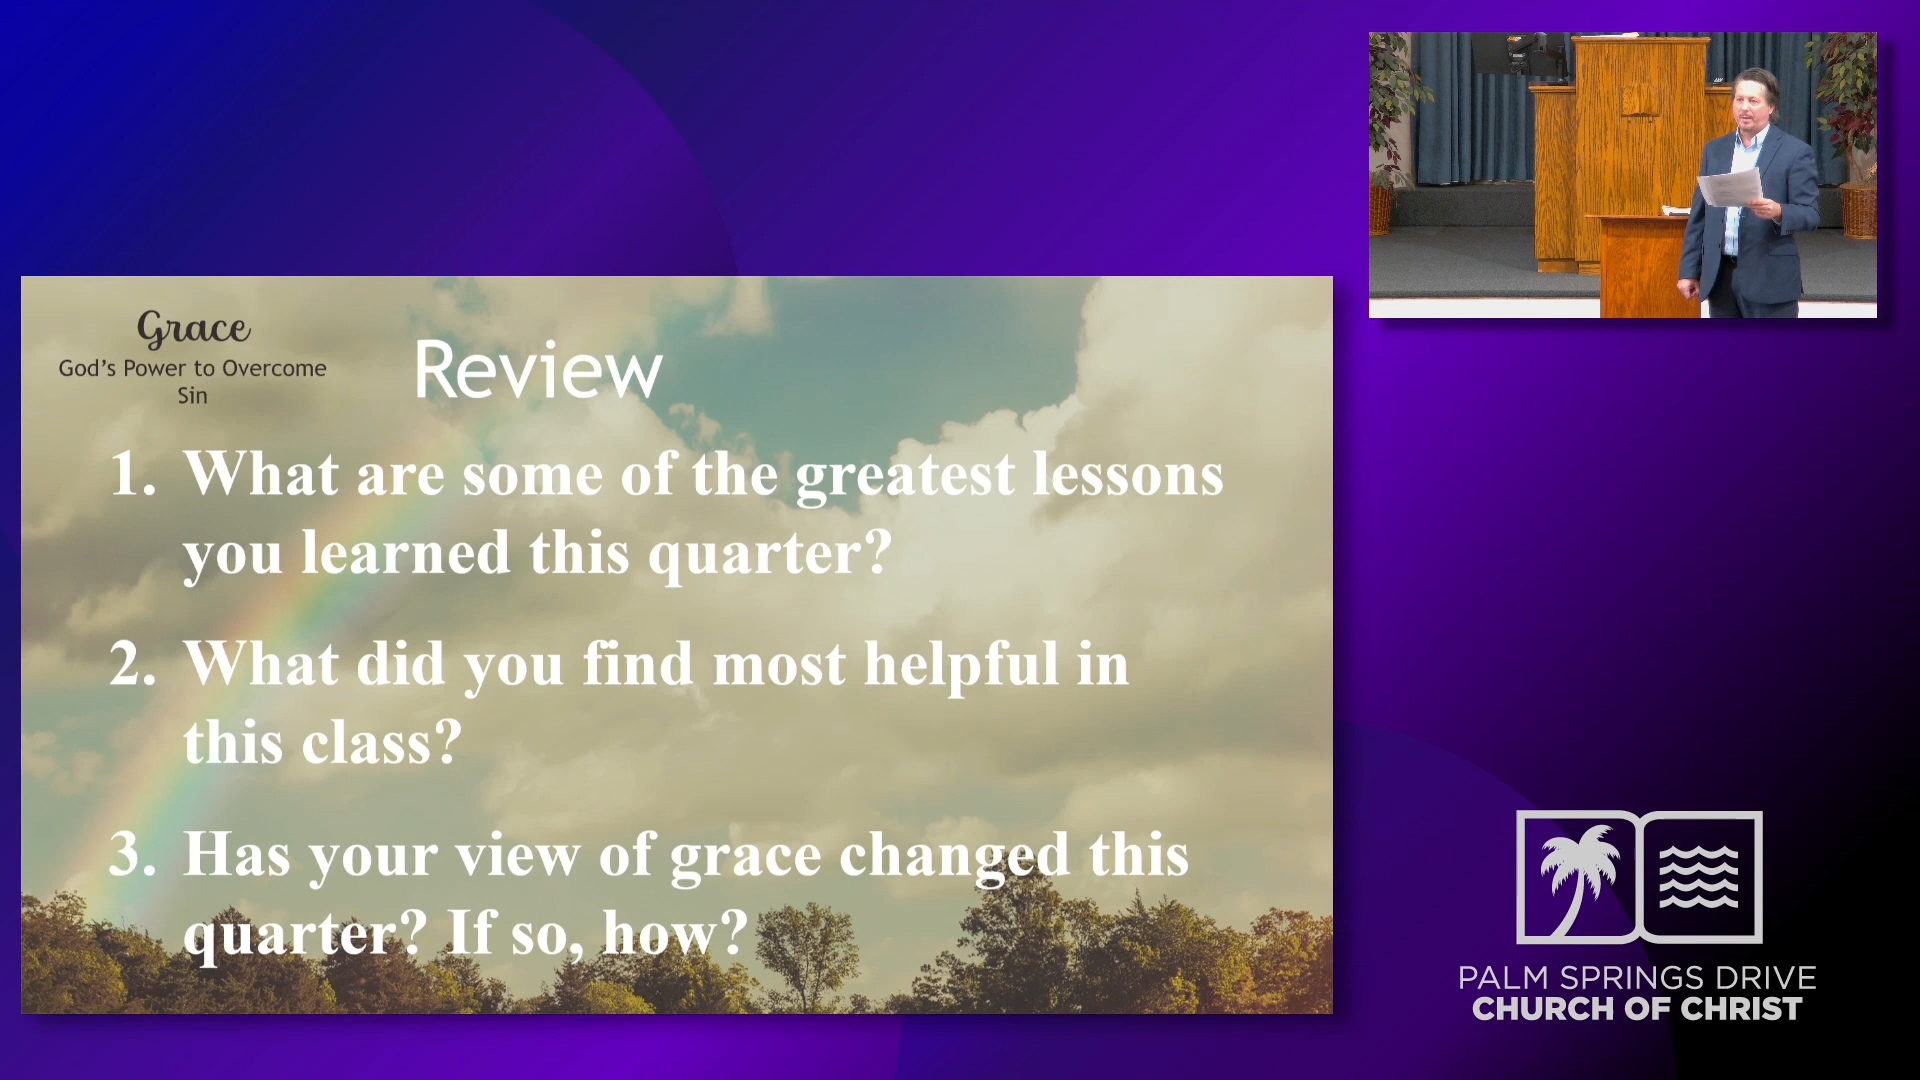 Grace
God's Power to Overcome
Sin
Review
1. What are some of the greatest lessons
you learned this quarter?
2. What did you find most helpful in
this class?
3. Has your view of grace changed this
quarter? If so, how?
PALM SPRINGS DRIVE
CHURCH OF CHRIST